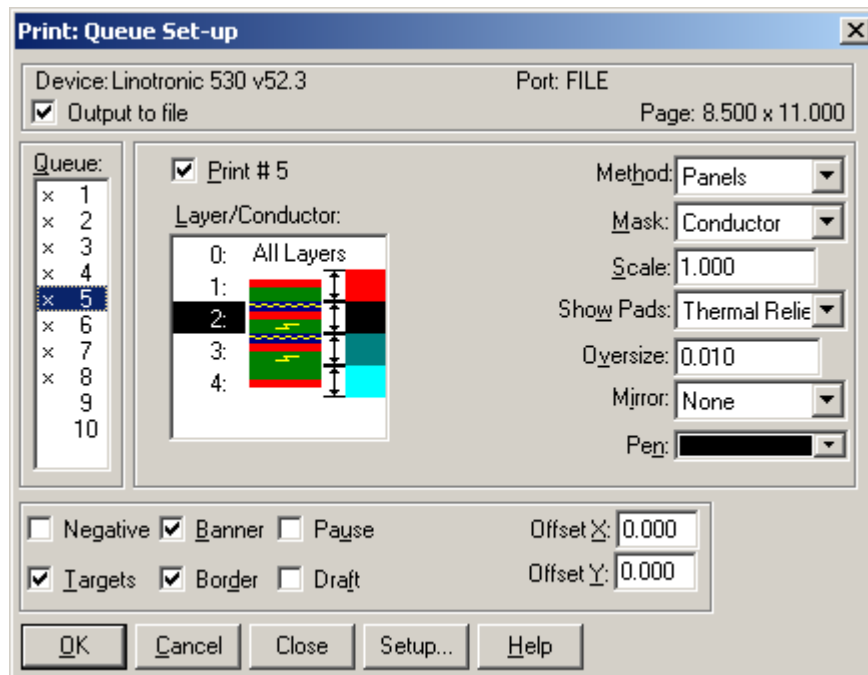 Print: Queue Set-up
Device: Linotronic 530 v52.3 Port: FILE
Output to file Page: 8.500 x 11.000
Queue:
x 1
x 2
x 3
x 4
x 5
x 6
x 7
x 8
9
10
Print # 5
Layer/Conductor:
0: All Layers
1:
2:
3:
4:
Method: Panels
Mask: Conductor
Scale: 1.000
Show Pads: Thermal Relie
Oversize: 0.010
Mirror: None
Pen:
Negative Banner Pause Offset X: 0.000
Targets Border Draft Offset Y: 0.000
OK Cancel Close Setup... Help